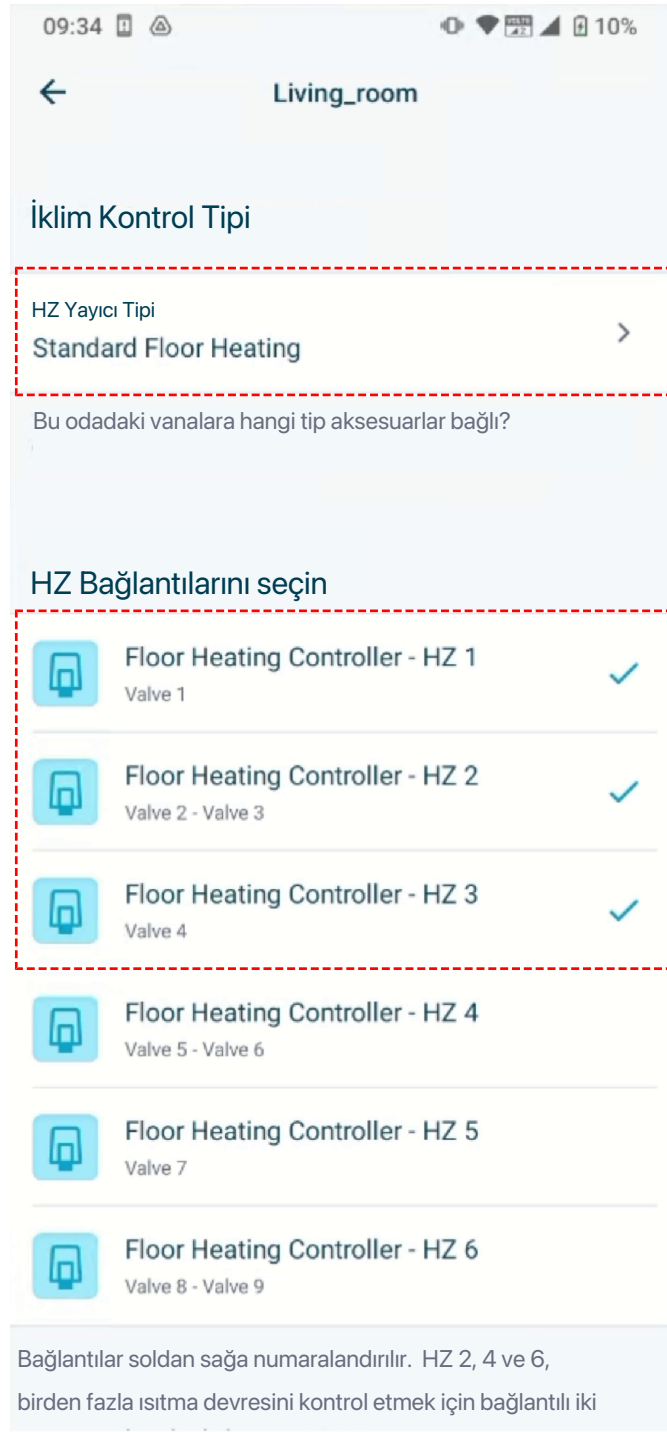 09:34 10%
Living_room
İklim Kontrol Tipi
HZ Yayıcı Tipi
Standard Floor Heating
Bu odadaki vanalara hangi tip aksesuarlar bağlı?
HZ Bağlantılarını seçin
Floor Heating Controller - HZ 1
Valve 1
Floor Heating Controller - HZ 2
Valve 2 - Valve 3
Floor Heating Controller - HZ 3
Valve 4
Floor Heating Controller - HZ 4
Valve 5 - Valve 6
Floor Heating Controller - HZ 5
Valve 7
Floor Heating Controller - HZ 6
Valve 8 - Valve 9
Bağlantılar soldan sağa numaralandırılır. HZ 2, 4 ve 6,
birden fazla ısıtma devresini kontrol etmek için bağlantılı iki